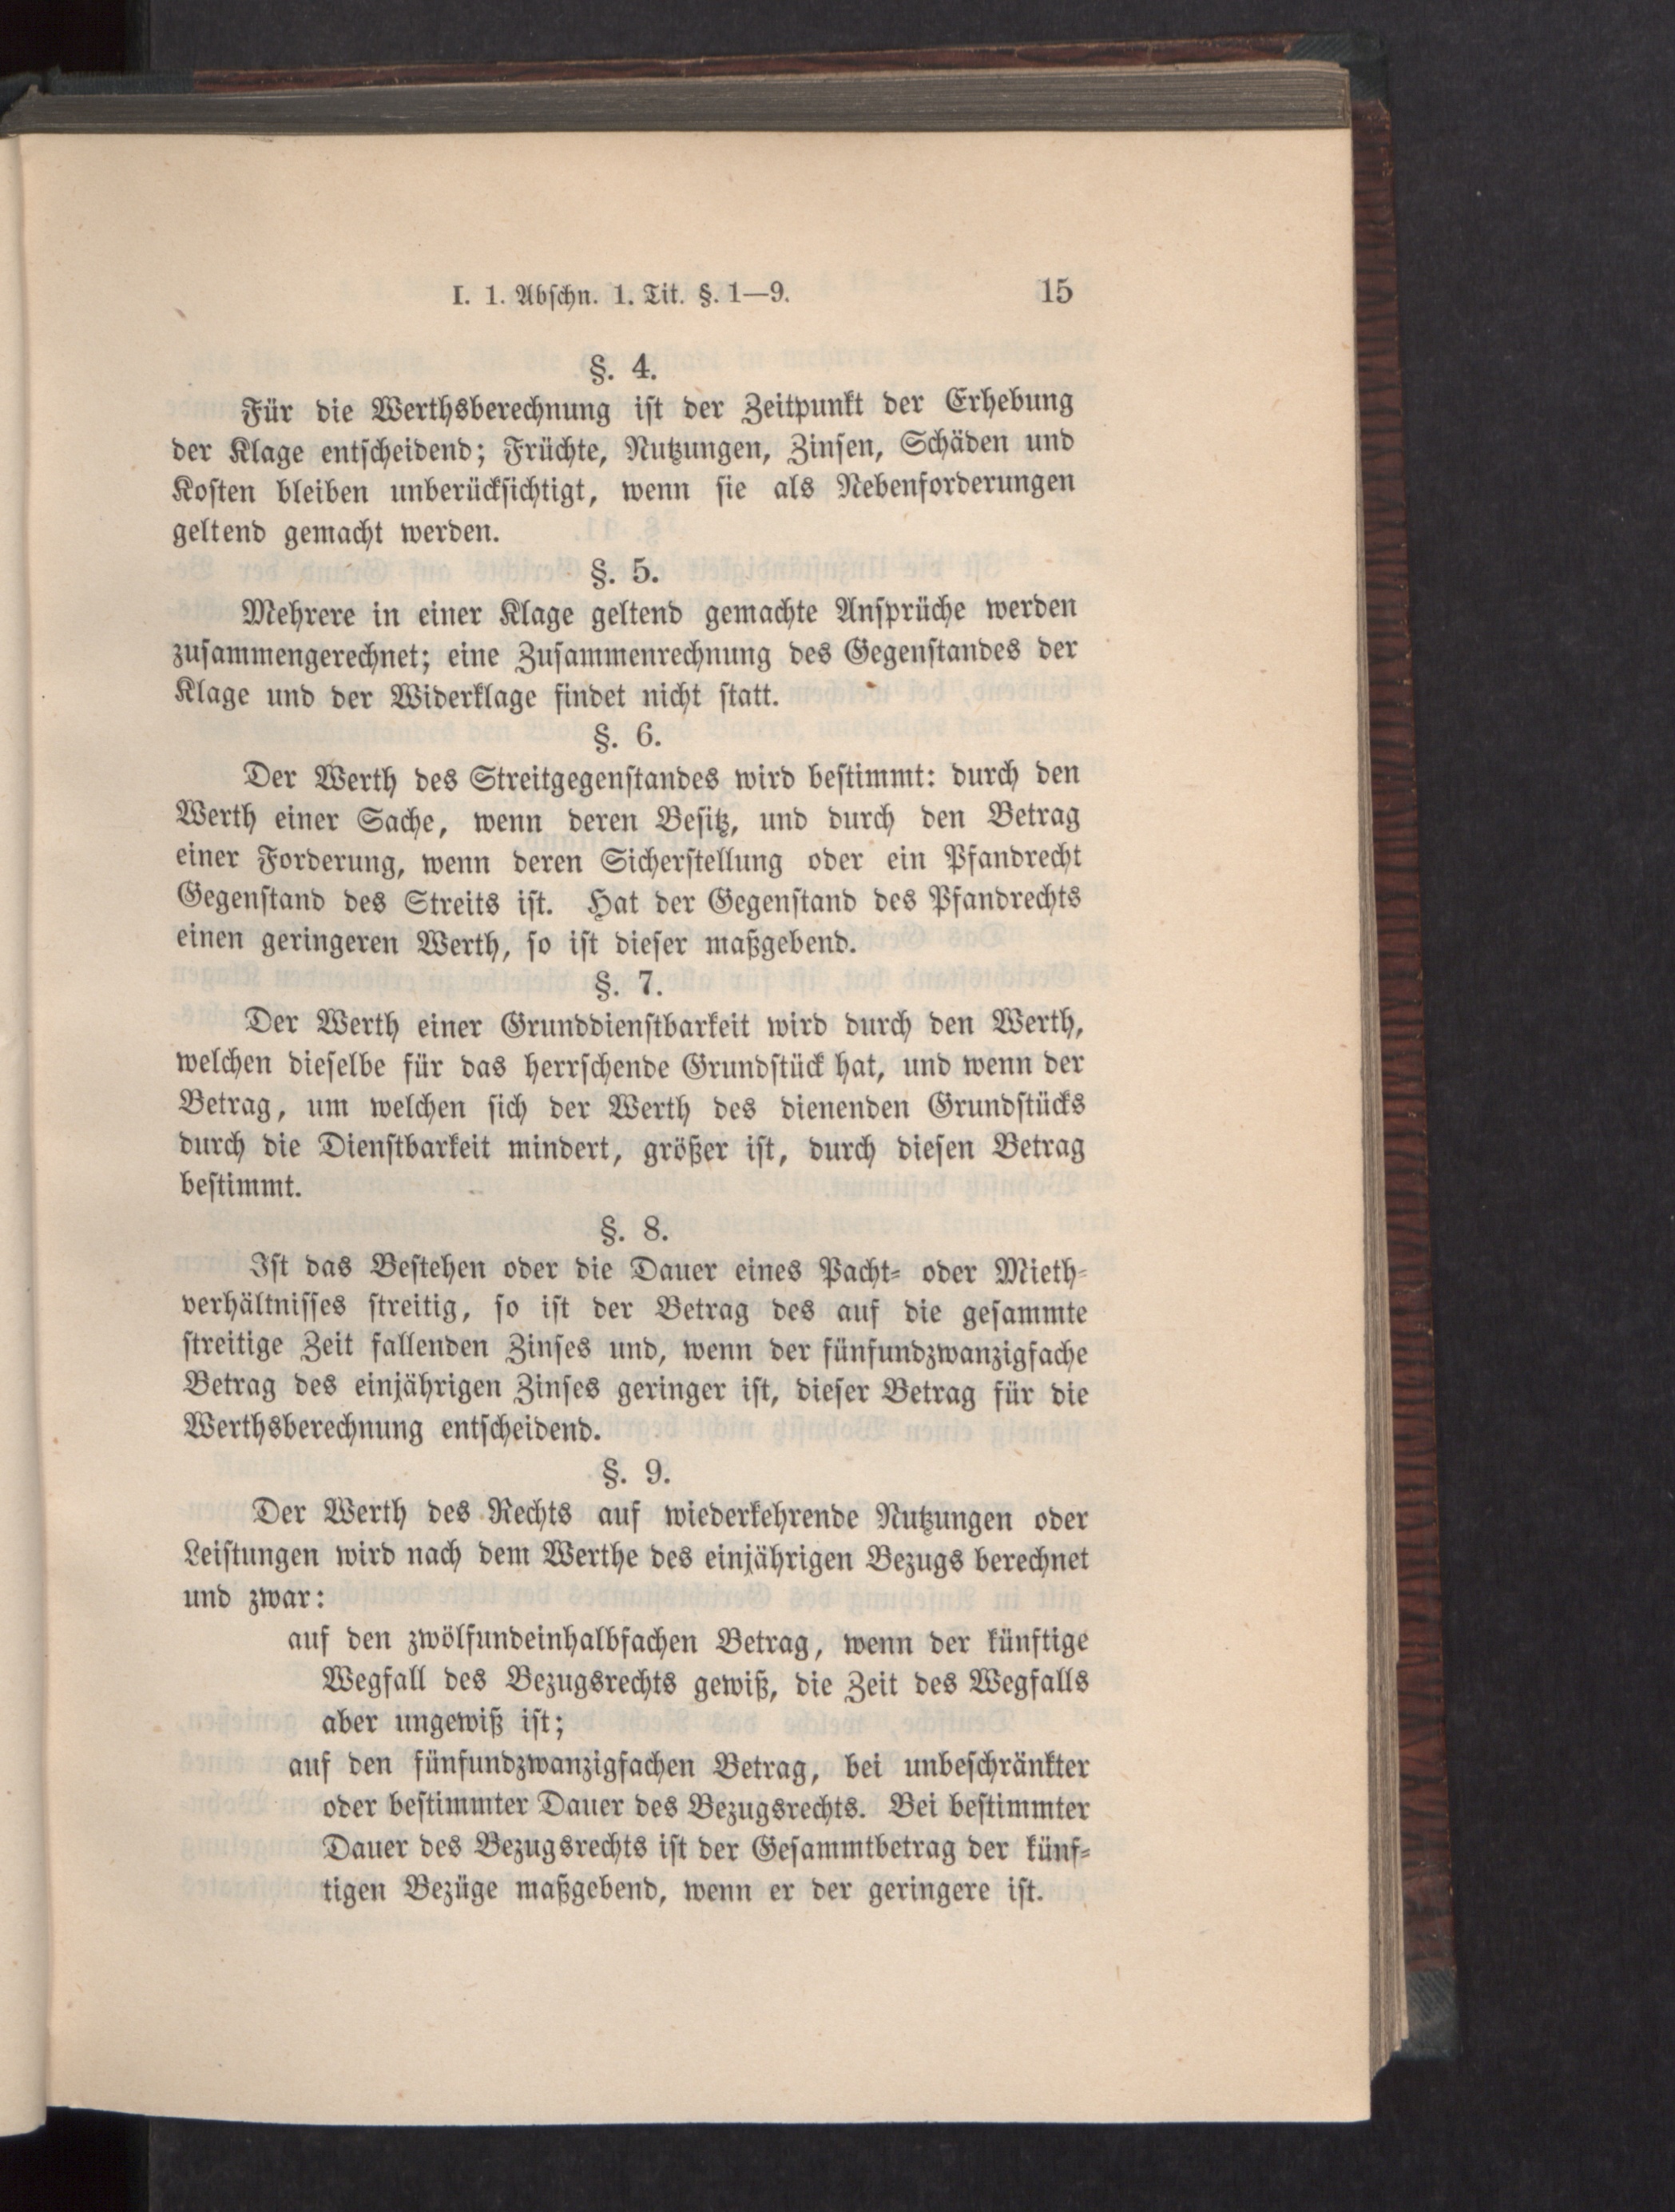 I. 1. Abschn. 1. Tit. §. 1—9. 15
§. 4.
Für die Werthsberechnung ist der Zeitpunkt der Erhebung
der Klage entscheidend; Früchte, Nutzungen, Zinsen, Schäden und
Kosten bleiben unberücksichtigt, wenn sie als Nebenforderungen
geltend gemacht werden.
§. 5.
Mehrere in einer Klage geltend gemachte Ansprüche werden
zusammengerechnet; eine Zusammenrechnung des Gegenstandes der
Klage und der Widerklage findet nicht statt.
§. 6.
Der Werth des Streitgegenstandes wird bestimmt: durch den
Werth einer Sache, wenn deren Besitz, und durch den Betrag
einer Forderung, wenn deren Sicherstellung oder ein Pfandrecht
Gegenstand des Streits ist. Hat der Gegenstand des Pfandrechts
einen geringeren Werth, so ist dieser maßgebend.
§. 7.
Der Werth einer Grunddienstbarkeit wird durch den Werth,
welchen dieselbe für das herrschende Grundstück hat, und wenn der
Betrag, um welchen sich der Werth des dienenden Grundstücks
durch die Dienstbarkeit mindert, größer ist, durch diesen Betrag
bestimmt.
§. 8.
Ist das Bestehen oder die Dauer eines Pacht- oder Mieth-
verhältnisses streitig, so ist der Betrag des auf die gesammte
streitige Zeit fallenden Zinses und, wenn der fünfundzwanzigfache
Betrag des einjährigen Zinses geringer ist, dieser Betrag für die
Werthsberechnung entscheidend.
§. 9.
Der Werth des Rechts auf wiederkehrende Nutzungen oder
Leistungen wird nach dem Werthe des einjährigen Bezugs berechnet
und zwar:
auf den zwölfundeinhalbfachen Betrag, wenn der künftige
Wegfall des Bezugsrechts gewiß, die Zeit des Wegfalls
aber ungewiß ist;
auf den fünfundzwanzigfachen Betrag, bei unbeschränkter
oder bestimmter Dauer des Bezugsrechts. Bei bestimmter
Dauer des Bezugsrechts ist der Gesammtbetrag der künf-
tigen Bezüge maßgebend, wenn er der geringere ist.